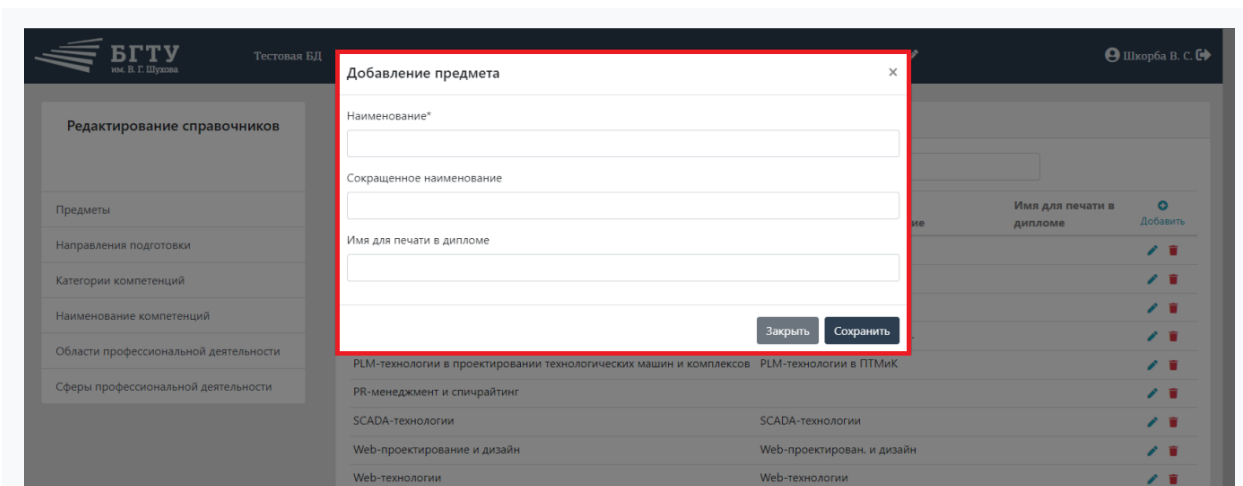 БГТУ
им. В. Г. Шухова
Тестовая БД
Шкорба В. С.
Добавление предмета
×
Наименование*
Сокращенное наименование
Имя для печати в дипломе
Закрыть
Сохранить
Редактирование справочников
Предметы
Направления подготовки
Категории компетенций
Наименование компетенций
Области профессиональной деятельности
Сферы профессиональной деятельности
ие
Имя для печати в
дипломе
Добавить
PLM-технологии в проектировании технологических машин и комплексов PLM-технологии в ПТМиК
PR-менеджмент и спичрайтинг
SCADA-технологии SCADA-технологии
Web-проектирование и дизайн Web-проектирован. и дизайн
Web-технологии Web-технологии